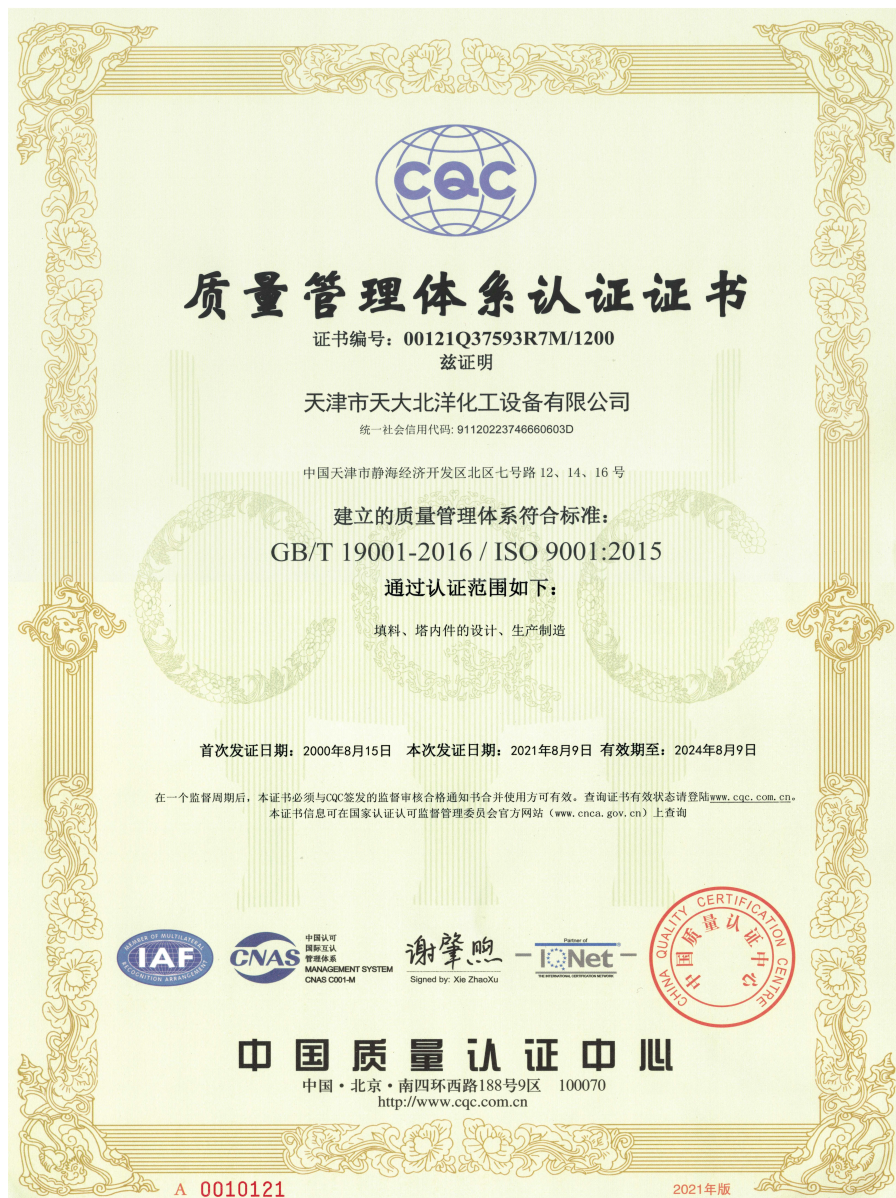 CQC
质量管理体系认证证书
证书编号：00121Q37593R7M/1200
兹证明
天津市天大北洋化工设备有限公司
统一社会信用代码: 91120223746660603D
中国天津市静海经济开发区北区七号路 12、14、16 号
建立的质量管理体系符合标准：
GB/T 19001-2016 / ISO 9001:2015
通过认证范围如下：
填料、塔内件的设计、生产制造
首次发证日期：2000年8月15日 本次发证日期：2021年8月9日 有效期至：2024年8月9日
在一个监督周期后，本证书必须与CQC签发的监督审核合格通知书合并使用方可有效。查询证书有效状态请登陆www.cqc.com.cn。
本证书信息可在国家认证认可监督管理委员会官方网站（www.cnca.gov.cn）上查询
MEMBER OF MULTILATERAL
IAF
RECOGNITION ARRANGEMENT
CNAS
中国认可
国际互认
管理体系
MANAGEMENT SYSTEM
CNAS C001-M
谢肇煦
Signed by: Xie ZhaoXu
Partner of
IQNet
THE INTERNATIONAL CERTIFICATION NETWORK
CHINA QUALITY CERTIFICATION CENTRE
中国质量认证中心
中国质量认证中心
中国·北京·南四环西路188号9区 100070
http://www.cqc.com.cn
A 0010121
2021年版